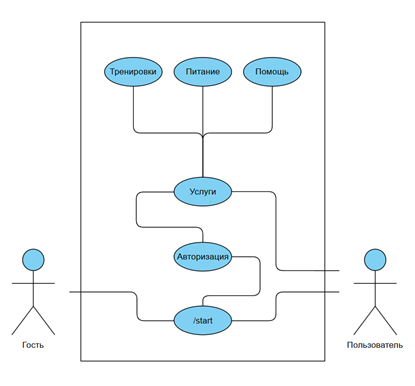 Тренировки
Питание
Помощь
Услуги
Авторизация
/start
Гость
Пользователь